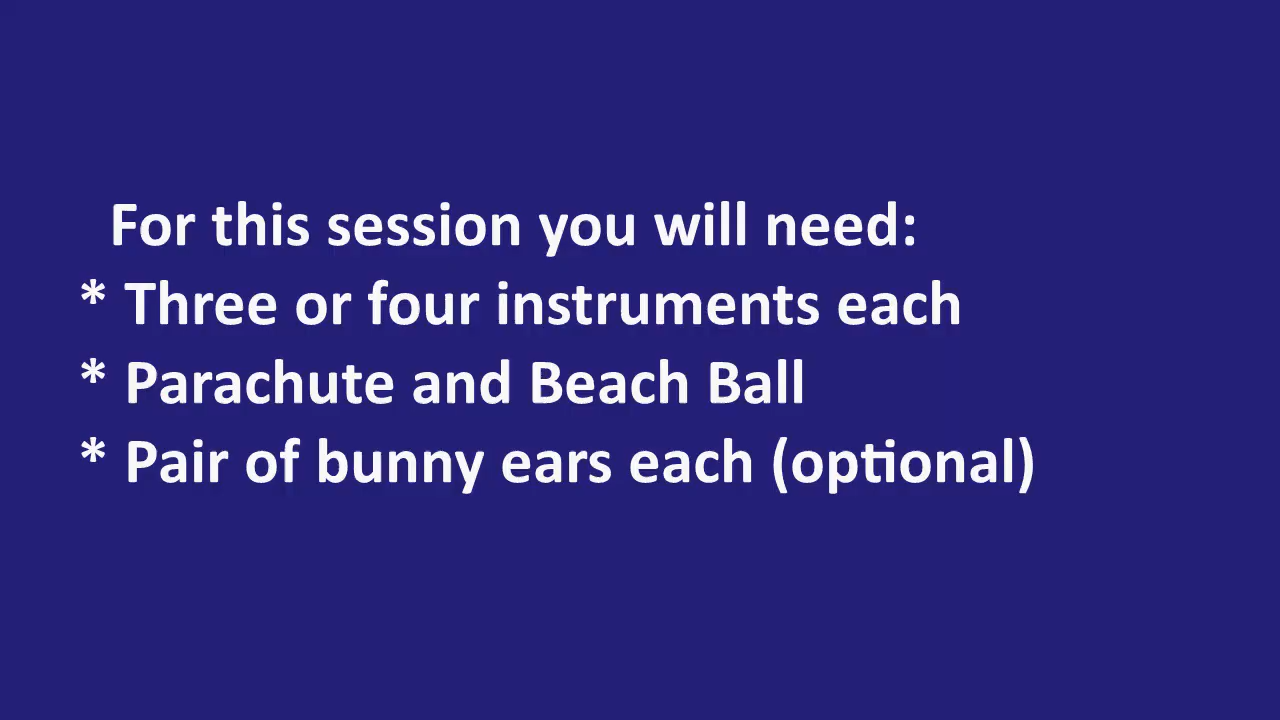 For this session you will need:
* Three or four instruments each
* Parachute and Beach Ball
* Pair of bunny ears each (optional)